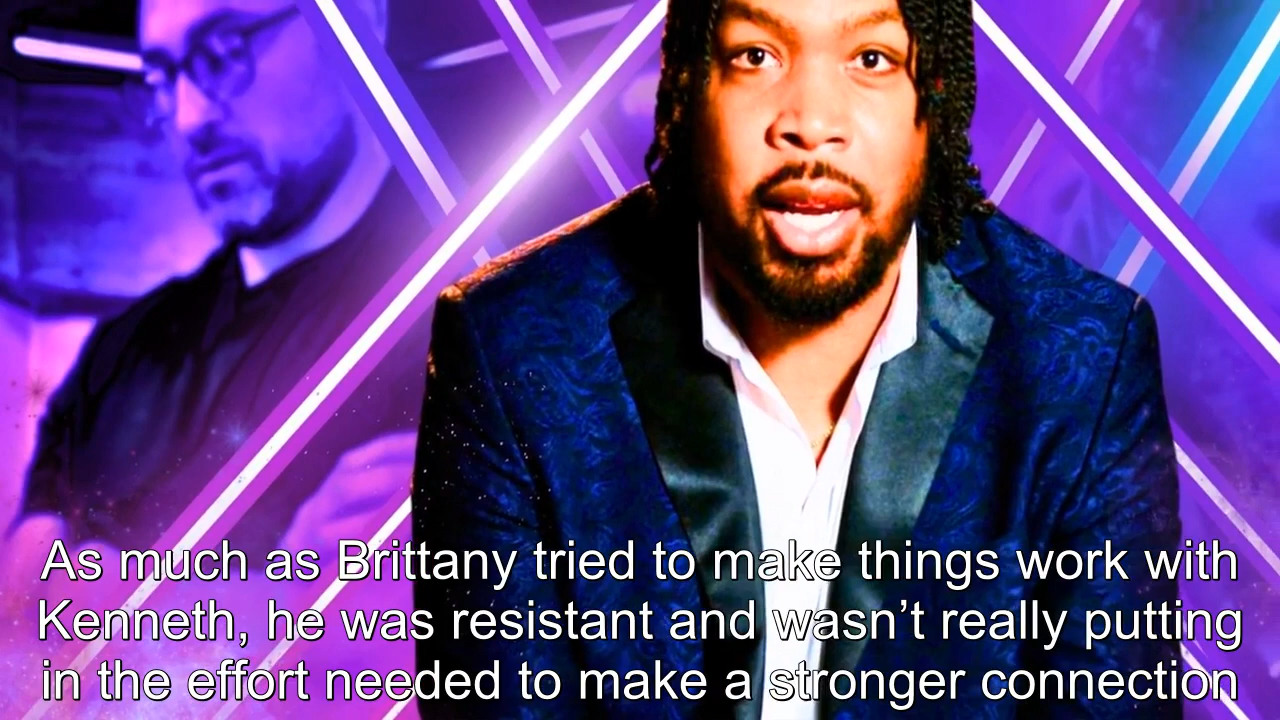 As much as Brittany tried to make things work with
Kenneth, he was resistant and wasn’t really putting
in the effort needed to make a stronger connection